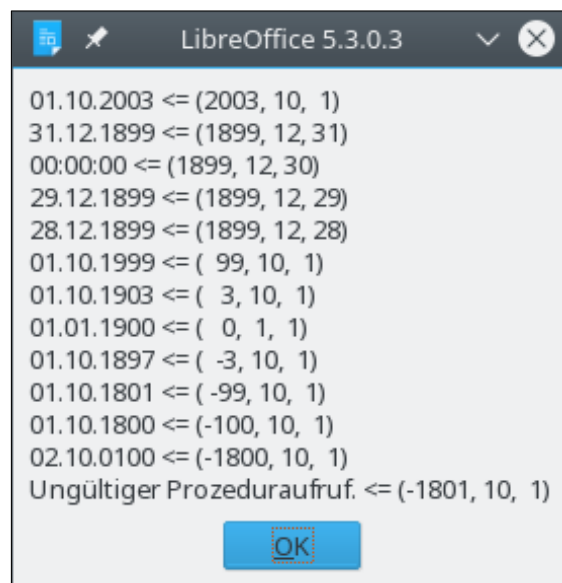 LibreOffice 5.3.0.3
01.10.2003 <= (2003, 10,  1)
31.12.1899 <= (1899, 12, 31)
00:00:00 <= (1899, 12, 30)
29.12.1899 <= (1899, 12, 29)
28.12.1899 <= (1899, 12, 28)
01.10.1999 <= (  99, 10,  1)
01.10.1903 <= (   3, 10,  1)
01.01.1900 <= (   0,  1,  1)
01.10.1897 <= (  -3, 10,  1)
01.10.1801 <= ( -99, 10,  1)
01.10.1800 <= (-100, 10,  1)
02.10.0100 <= (-1800, 10,  1)
Ungültiger Prozeduraufruf. <= (-1801, 10,  1)
OK